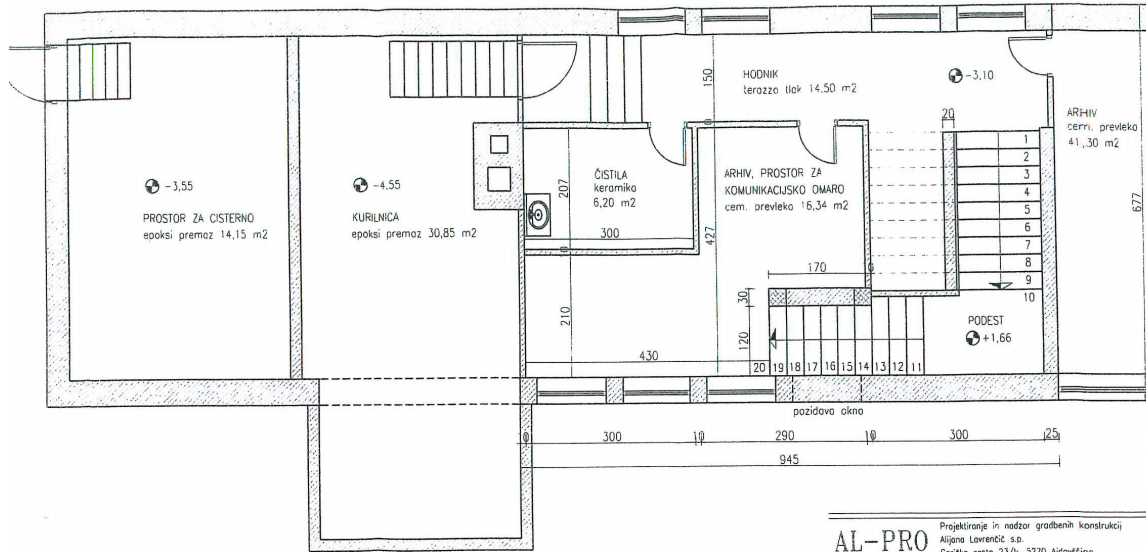 HODNIK
terazzo tlak 14.50 m2
-3,10
150
20
ARHIV
cem. prevleka
41,30 m2
677
1
2
3
4
5
6
7
8
9
10
-3,55
PROSTOR ZA CISTERNO
epoksi premaz 14,15 m2
-4,55
KURILNICA
epoksi premaz 30,85 m2
ČISTILA
keramika
6,20 m2
207
300
10
210
ARHIV, PROSTOR ZA
KOMUNIKACIJSKO OMARO
cem. prevleka 16,34 m2
427
170
30
120
430
20 19 18 17 16 15 14 13 12 11
PODEST
+1,66
pozidava okna
300 10 290 10 300 25
945
AL-PRO
Projektiranje in nadzor gradbenih konstrukcij
Alijana Lavrenčič s.p.